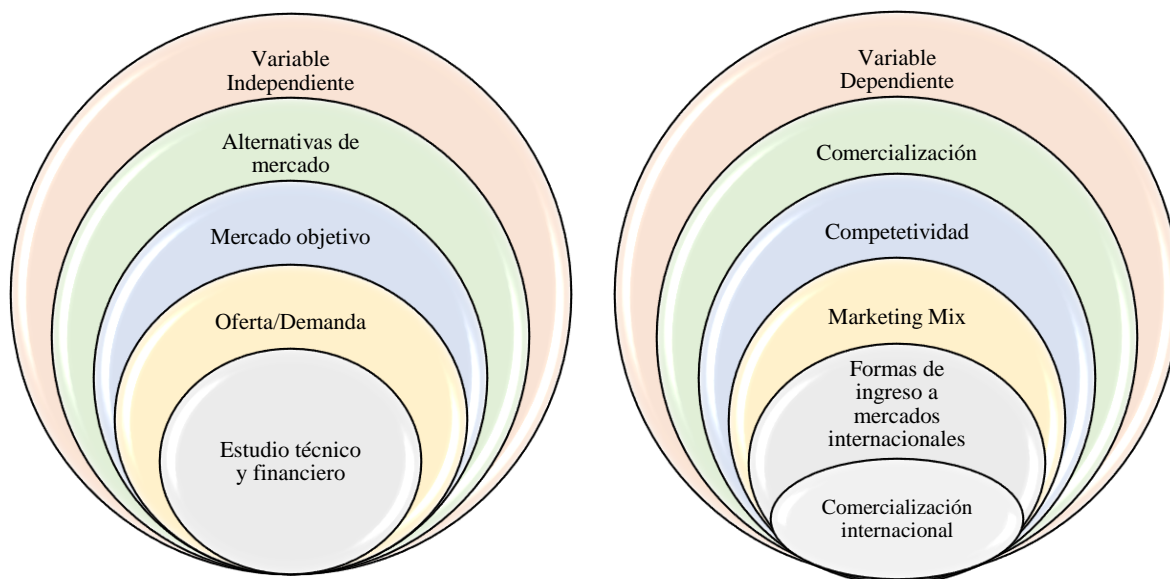 Variable
Independiente
Alternativas de
mercado
Mercado objetivo
Oferta/Demanda
Estudio técnico
y financiero
Variable
Dependiente
Comercialización
Competetividad
Marketing Mix
Formas de
ingreso a
mercados
internacionales
Comercialización
internacional